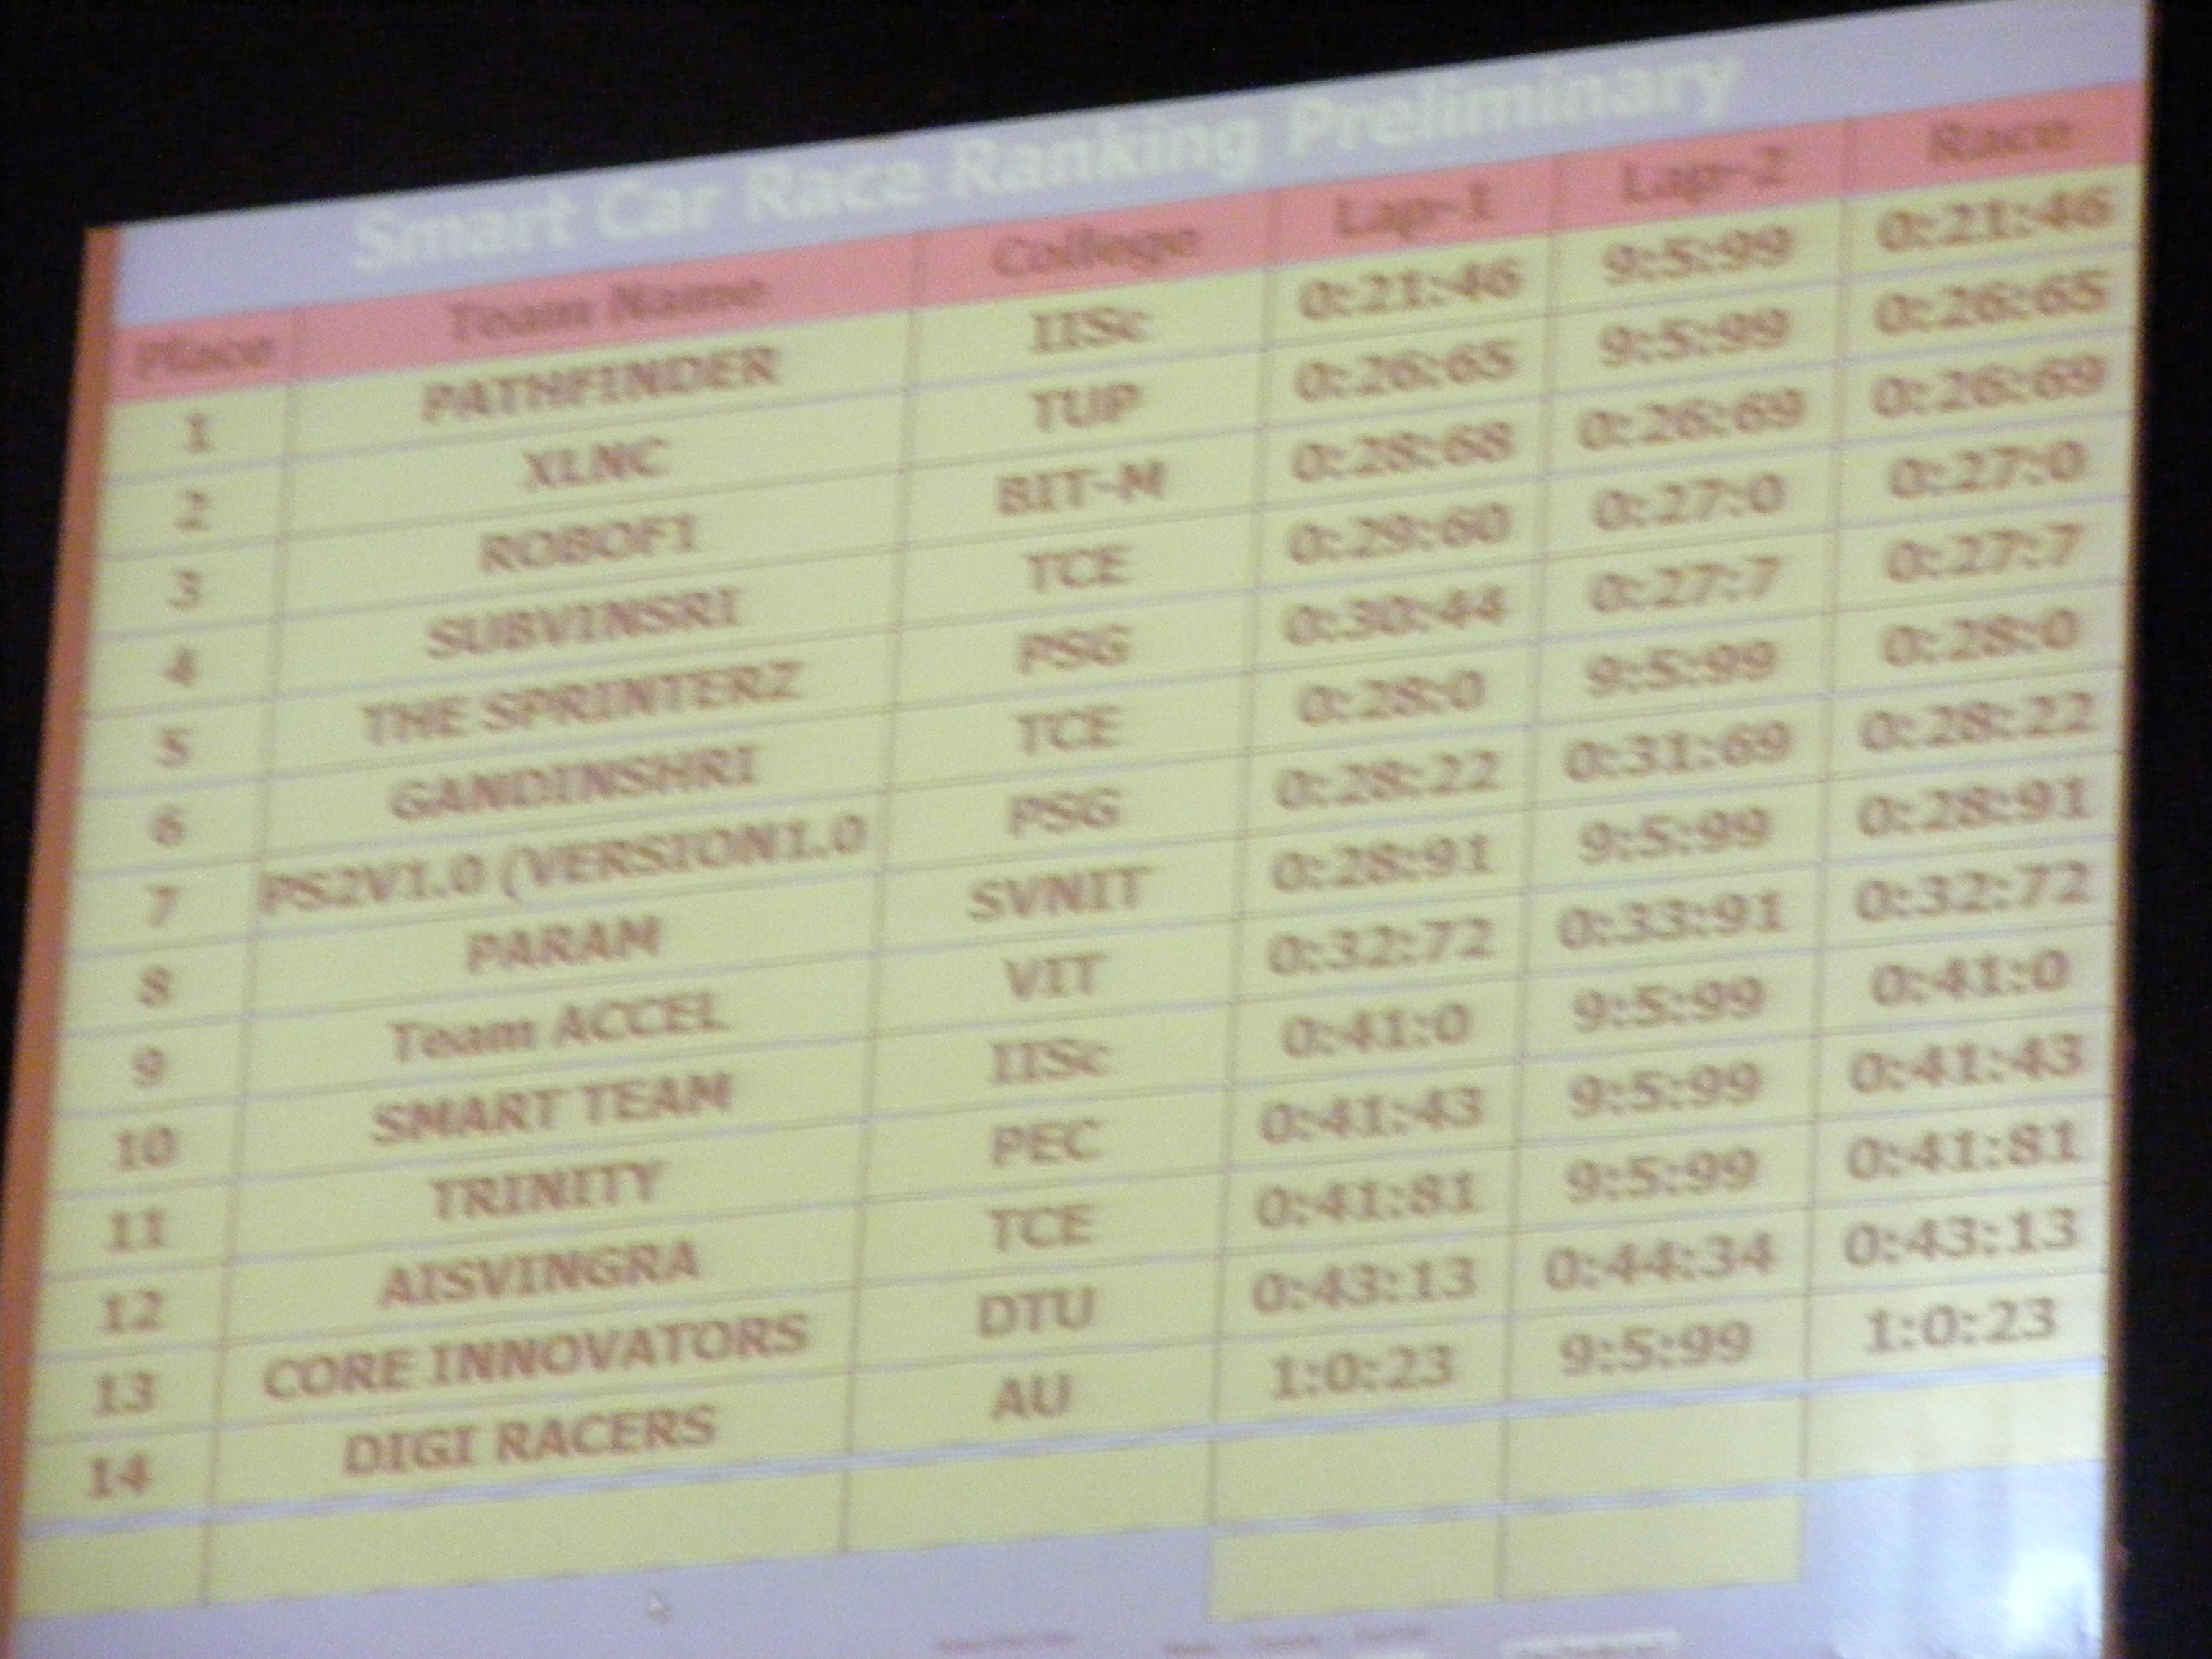 Smart Car Race Ranking Preliminary
Place Team Name College Lap-1 Lap-2 Race
1 PATHFINDER IISc 0:21:46 9:5:99 0:21:46
2 XLNC TUP 0:26:65 9:5:99 0:26:65
3 ROBOF1 BIT-M 0:28:68 0:26:69 0:26:69
4 SUBVINSRI TCE 0:29:60 0:27:0 0:27:0
5 THE SPRINTERZ PSG 0:30:44 0:27:7 0:27:7
6 GANDINSHRI TCE 0:28:0 9:5:99 0:28:0
7 PS2V1.0 (VERSION1.0 PSG 0:28:22 0:31:69 0:28:22
8 PARAM SVNIT 0:28:91 9:5:99 0:28:91
9 Team ACCEL VIT 0:32:72 0:33:91 0:32:72
10 SMART TEAM IISc 0:41:0 9:5:99 0:41:0
11 TRINITY PEC 0:41:43 9:5:99 0:41:43
12 AISVINGRA TCE 0:41:81 9:5:99 0:41:81
13 CORE INNOVATORS DTU 0:43:13 0:44:34 0:43:13
14 DIGI RACERS AU 1:0:23 9:5:99 1:0:23